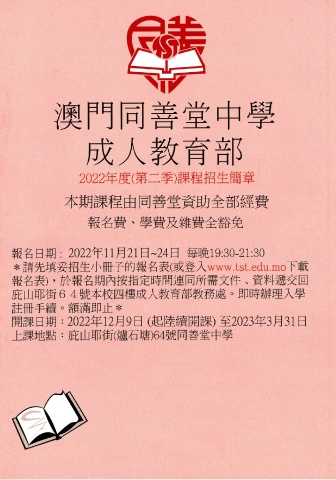 澳門同善堂中學
成人教育部
2022年度(第二季)課程招生簡章
本期課程由同善堂資助全部經費
報名費、學費及雜費全豁免
報名日期: 2022年11月21日~24日 每晚19:30-21:30
*請先填妥招生小冊子的報名表(或登入www.tst.edu.mo下載
報名表)，於報名期內按指定時間連同所需文件、資料遞交回
庇山耶街６４號本校四樓成人教育部教務處。即時辦理入學
註冊手續。額滿即止*
開課日期：2022年12月9日 (起陸續開課) 至2023年3月31日
上課地點：庇山耶街(爐石塘)64號同善堂中學